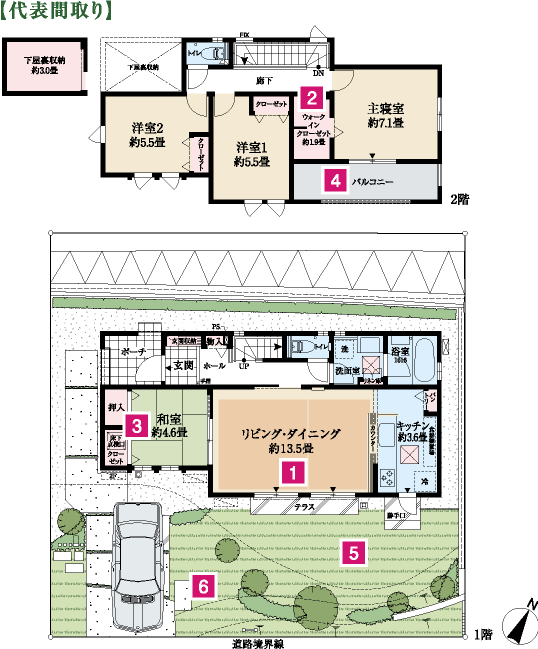 【代表間取り】
下屋裏収納
約3.0畳
下屋裏収納
トイレ
FIX
廊下
DN
洋室2
約5.5畳
クローゼット
洋室1
約5.5畳
クローゼット
2
ウォーク
イン
クローゼット
約1.9畳
主寝室
約7.1畳
4
バルコニー
2階
ポーチ
玄関収納
玄関
物入
P.S.
ホール
手摺
UP
トイレ
洗
洗面室
リネン庫
浴室
1616
押入
3
和室
約4.6畳
床下
点検口
クローゼット
リビング・ダイニング
約13.5畳
1
カウンター
キッチン
約3.6畳
冷
テラス
勝手口
5
6
道路境界線
1階
N